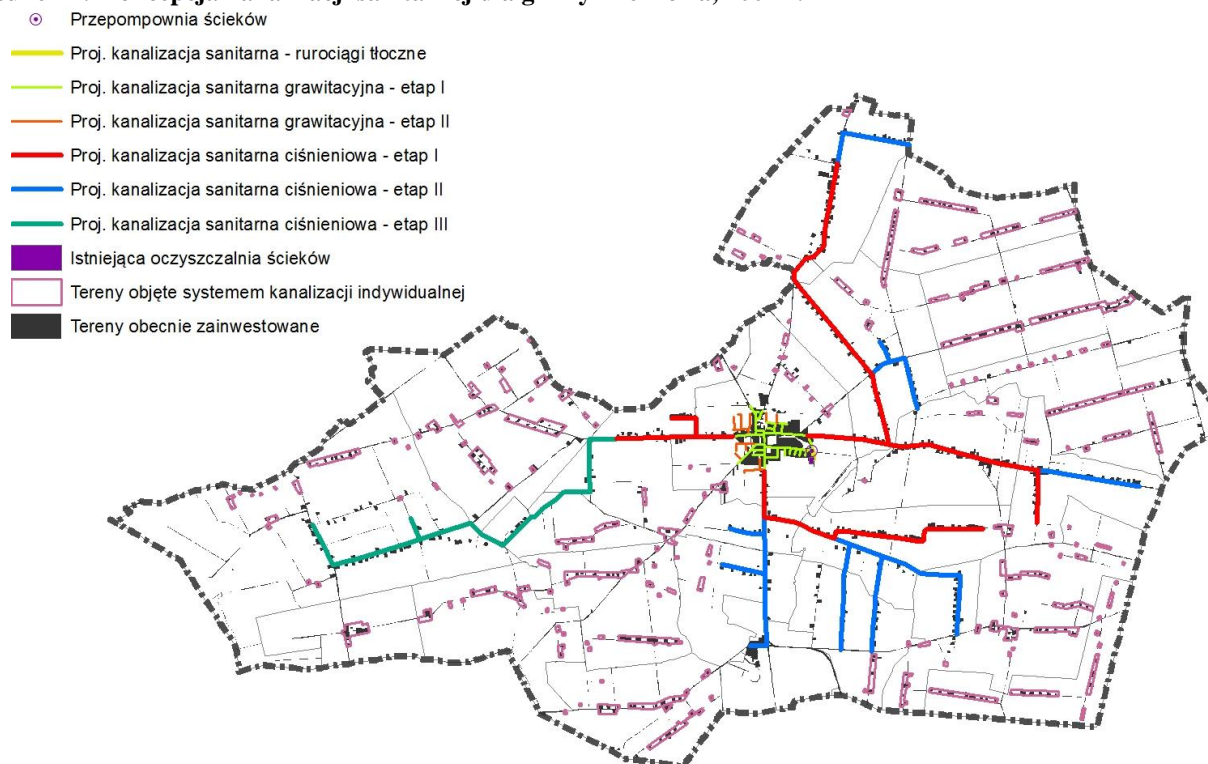 Przepompownia ścieków
Proj. kanalizacja sanitarna - rurociągi tłoczne
Proj. kanalizacja sanitarna grawitacyjna - etap I
Proj. kanalizacja sanitarna grawitacyjna - etap II
Proj. kanalizacja sanitarna ciśnieniowa - etap I
Proj. kanalizacja sanitarna ciśnieniowa - etap II
Proj. kanalizacja sanitarna ciśnieniowa - etap III
Istniejąca oczyszczalnia ścieków
Tereny objęte systemem kanalizacji indywidualnej
Tereny obecnie zainwestowane